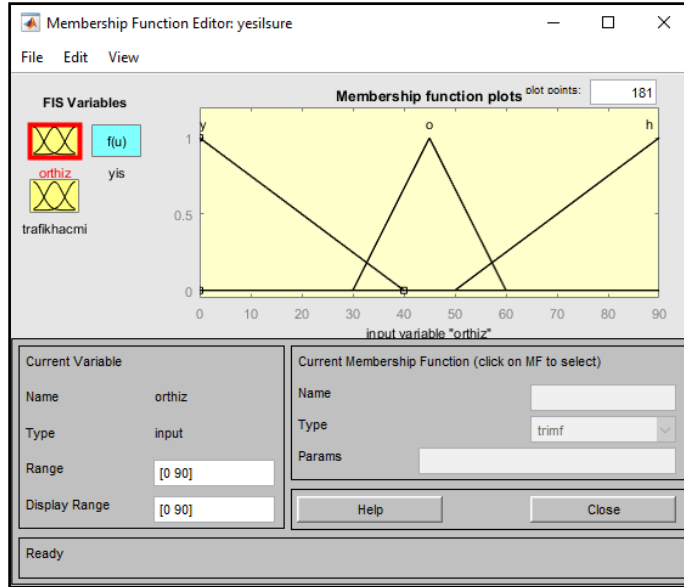 Membership Function Editor: yesilsure
File Edit View
FIS Variables
f(u)
orthiz yis
trafikhacmi
Membership function plots plot points: 181
y o h
1
0.5
0
0 10 20 30 40 50 60 70 80 90
input variable "orthiz"
Current Variable
Name orthiz
Type input
Range [0 90]
Display Range [0 90]
Current Membership Function (click on MF to select)
Name
Type trimf
Params
Help Close
Ready